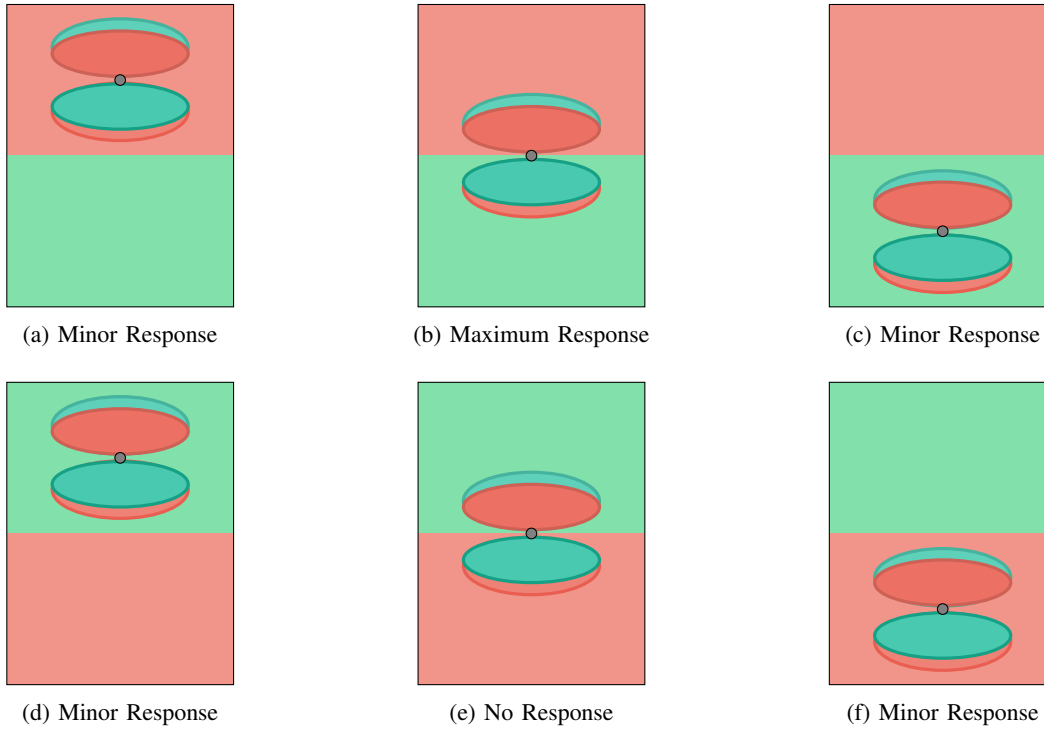 (a) Minor Response
(b) Maximum Response
(c) Minor Response
(d) Minor Response
(e) No Response
(f) Minor Response